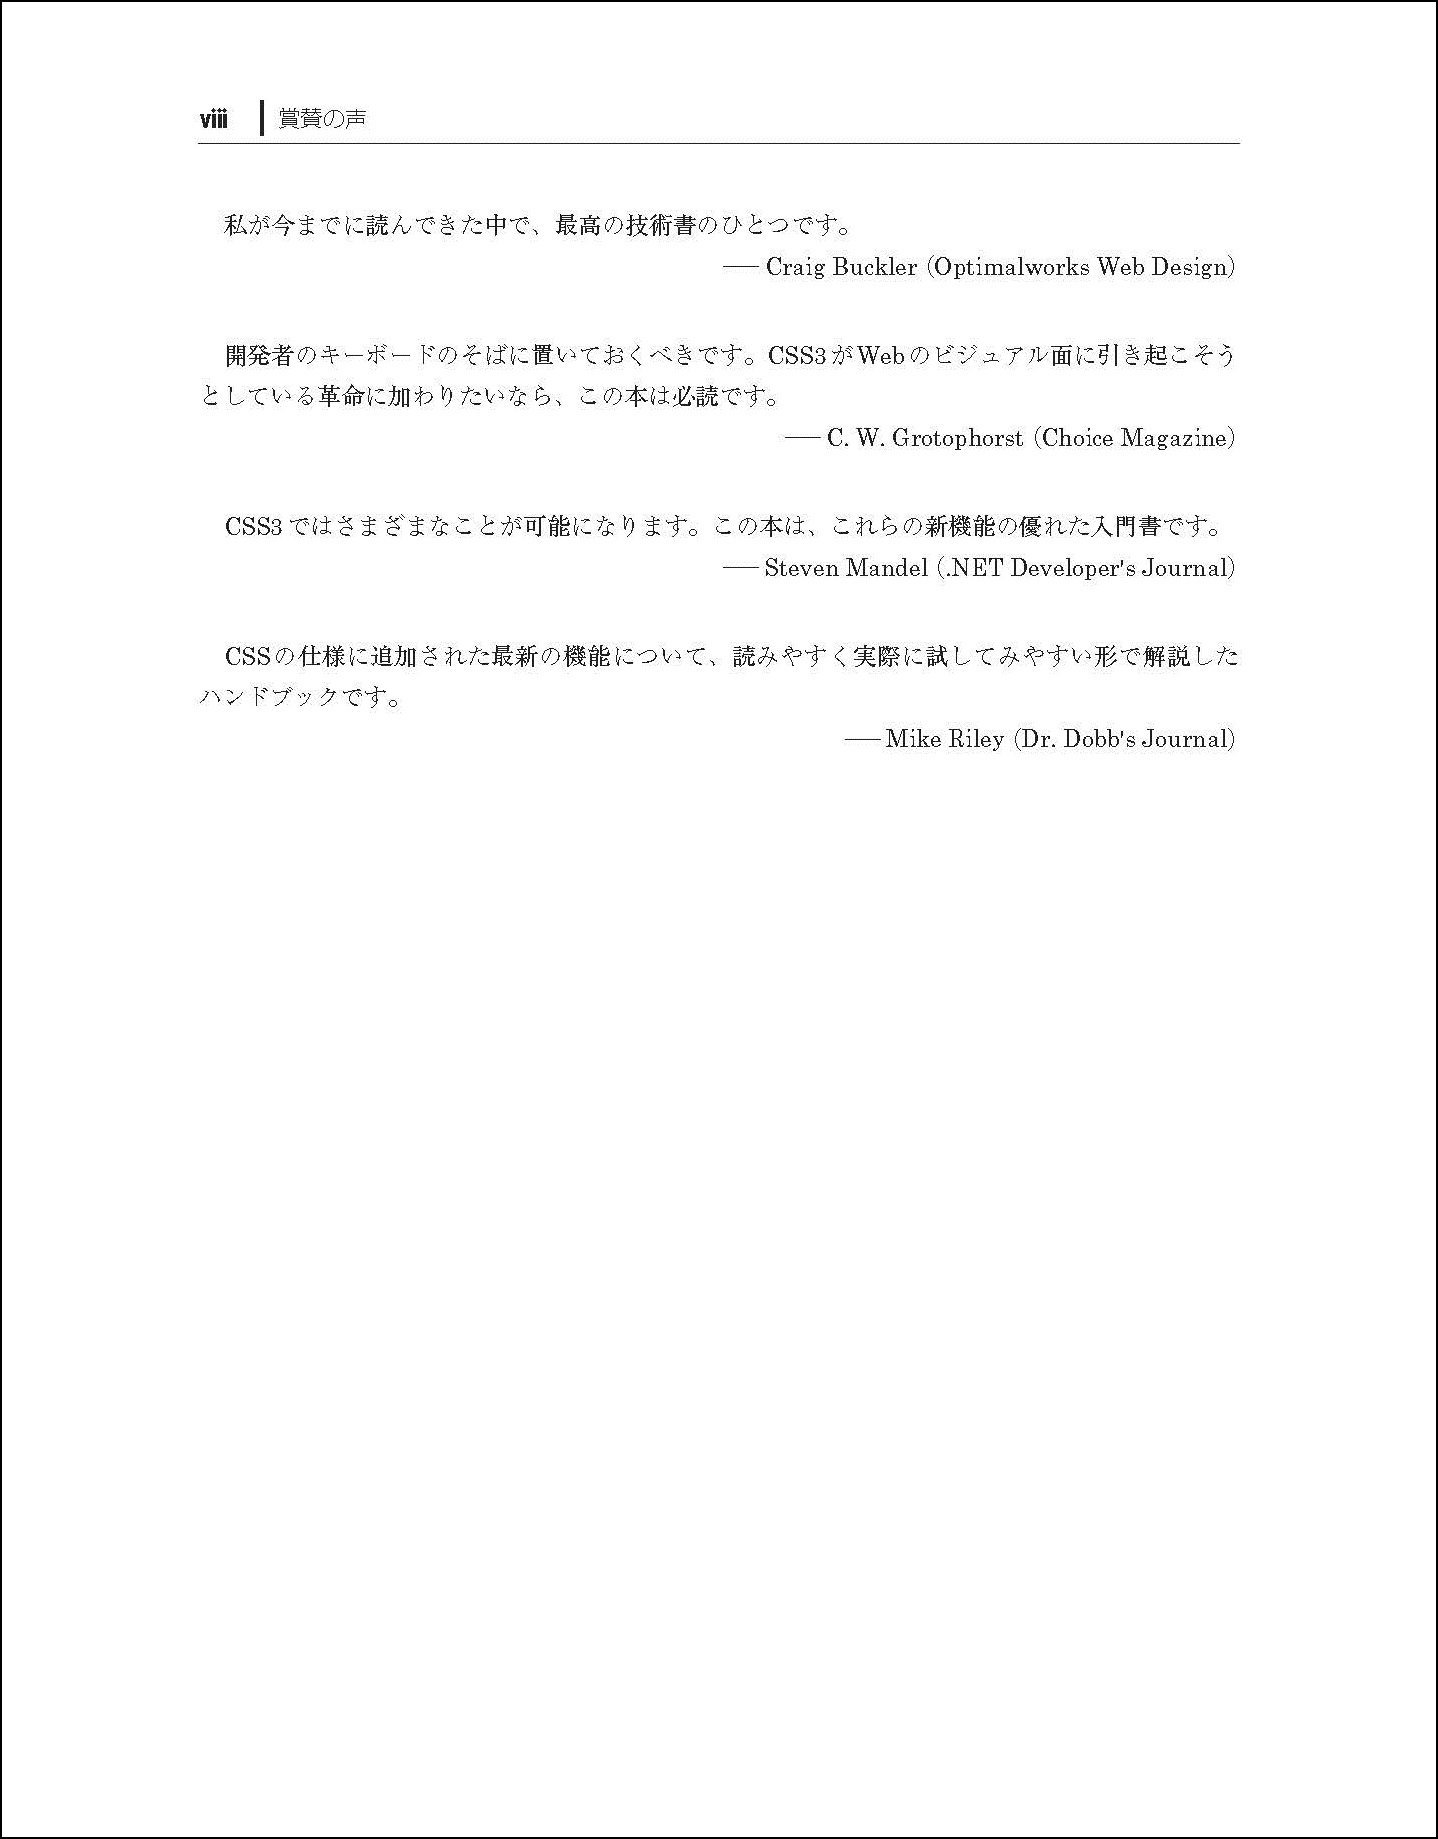 viii 賞賛の声
私が今までに読んできた中で、最高の技術書のひとつです。
── Craig Buckler (Optimalworks Web Design)
開発者のキーボードのそばに置いておくべきです。CSS3がWebのビジュアル面に引き起こそう
としている革命に加わりたいなら、この本は必読です。
── C. W. Grotophorst (Choice Magazine)
CSS3ではさまざまなことが可能になります。この本は、これらの新機能の優れた入門書です。
── Steven Mandel (.NET Developer's Journal)
CSSの仕様に追加された最新の機能について、読みやすく実際に試してみやすい形で解説した
ハンドブックです。
── Mike Riley (Dr. Dobb's Journal)